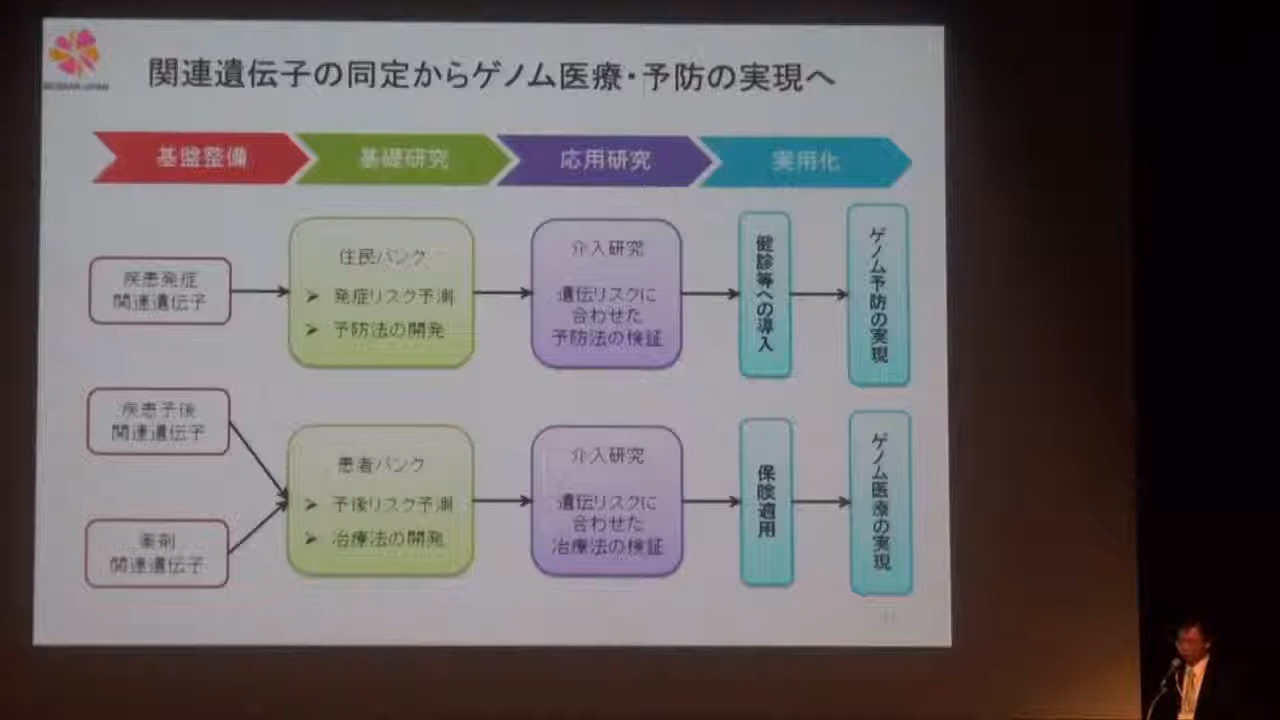 関連遺伝子の同定からゲノム医療・予防の実現へ
基盤整備
基礎研究
応用研究
実用化
疾患発症
関連遺伝子
住民バンク
➤ 発症リスク予測
➤ 予防法の開発
介入研究
遺伝リスクに
合わせた
予防法の検証
健診等への導入
ゲノム予防の実現
疾患予後
関連遺伝子
薬剤
関連遺伝子
患者バンク
➤ 予後リスク予測
➤ 治療法の開発
介入研究
遺伝リスクに
合わせた
治療法の検証
保険適用
ゲノム医療の実現